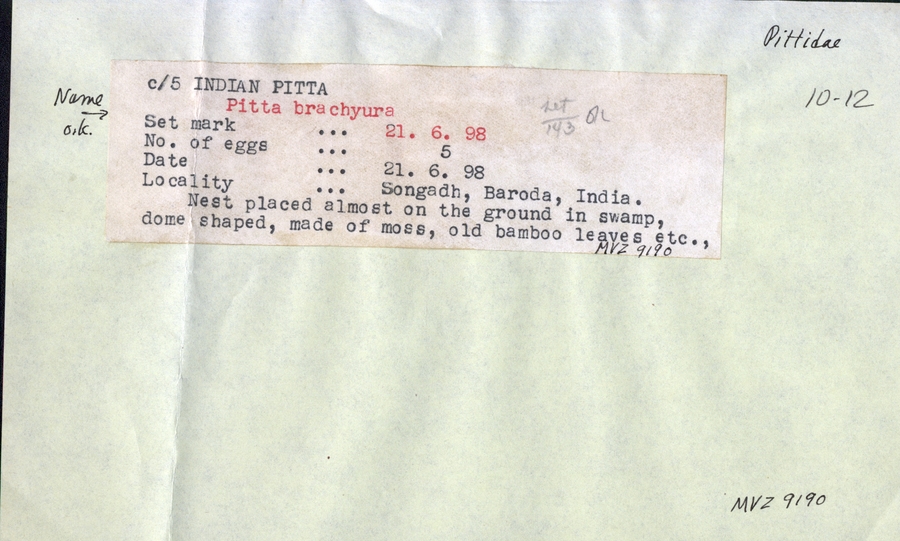 Pittidae
10-12
Name
o.k.
c/5 INDIAN PITTA
Pitta brachyura
Set mark ... 21. 6. 98
No. of eggs ... 5
Date ... 21. 6. 98
Locality ... Songadh, Baroda, India.
Nest placed almost on the ground in swamp,
dome shaped, made of moss, old bamboo leaves etc.,
MVZ 9190
143
MVZ 9190